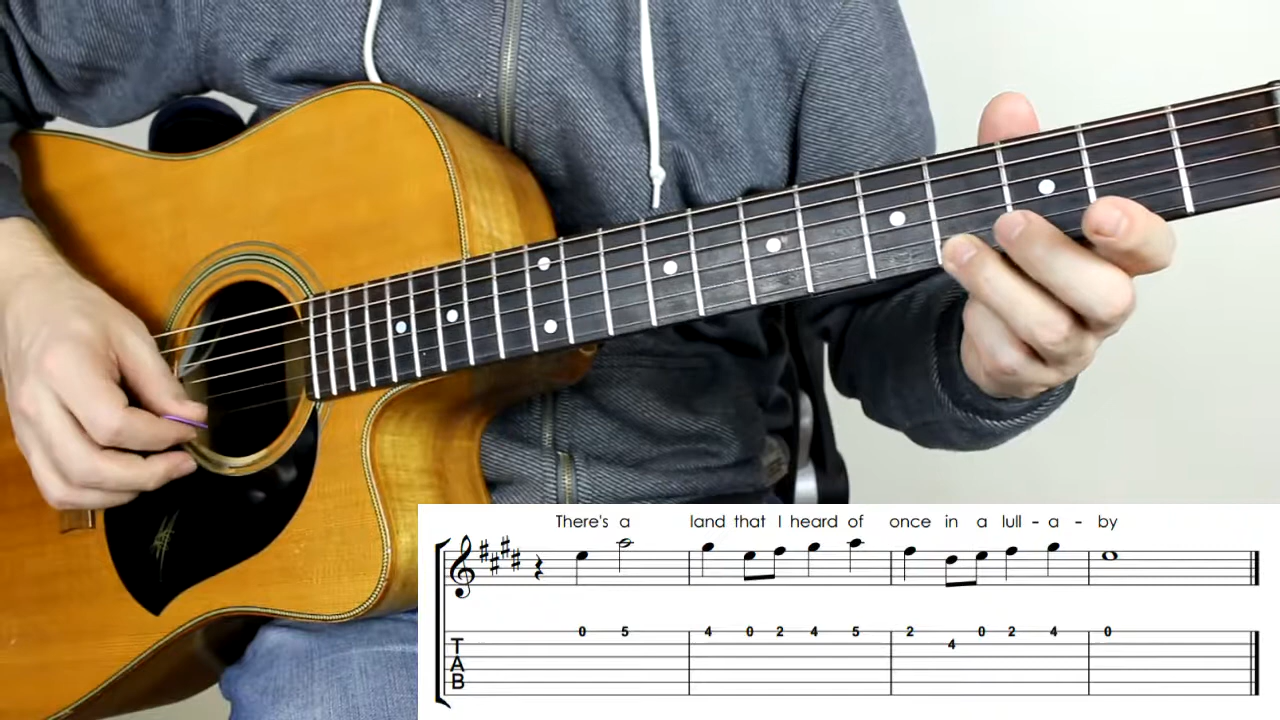 There's a land that I heard of once in a lull - a - by
0 5 4 0 2 4 5 2 0 2 4 0
T 4
A
B